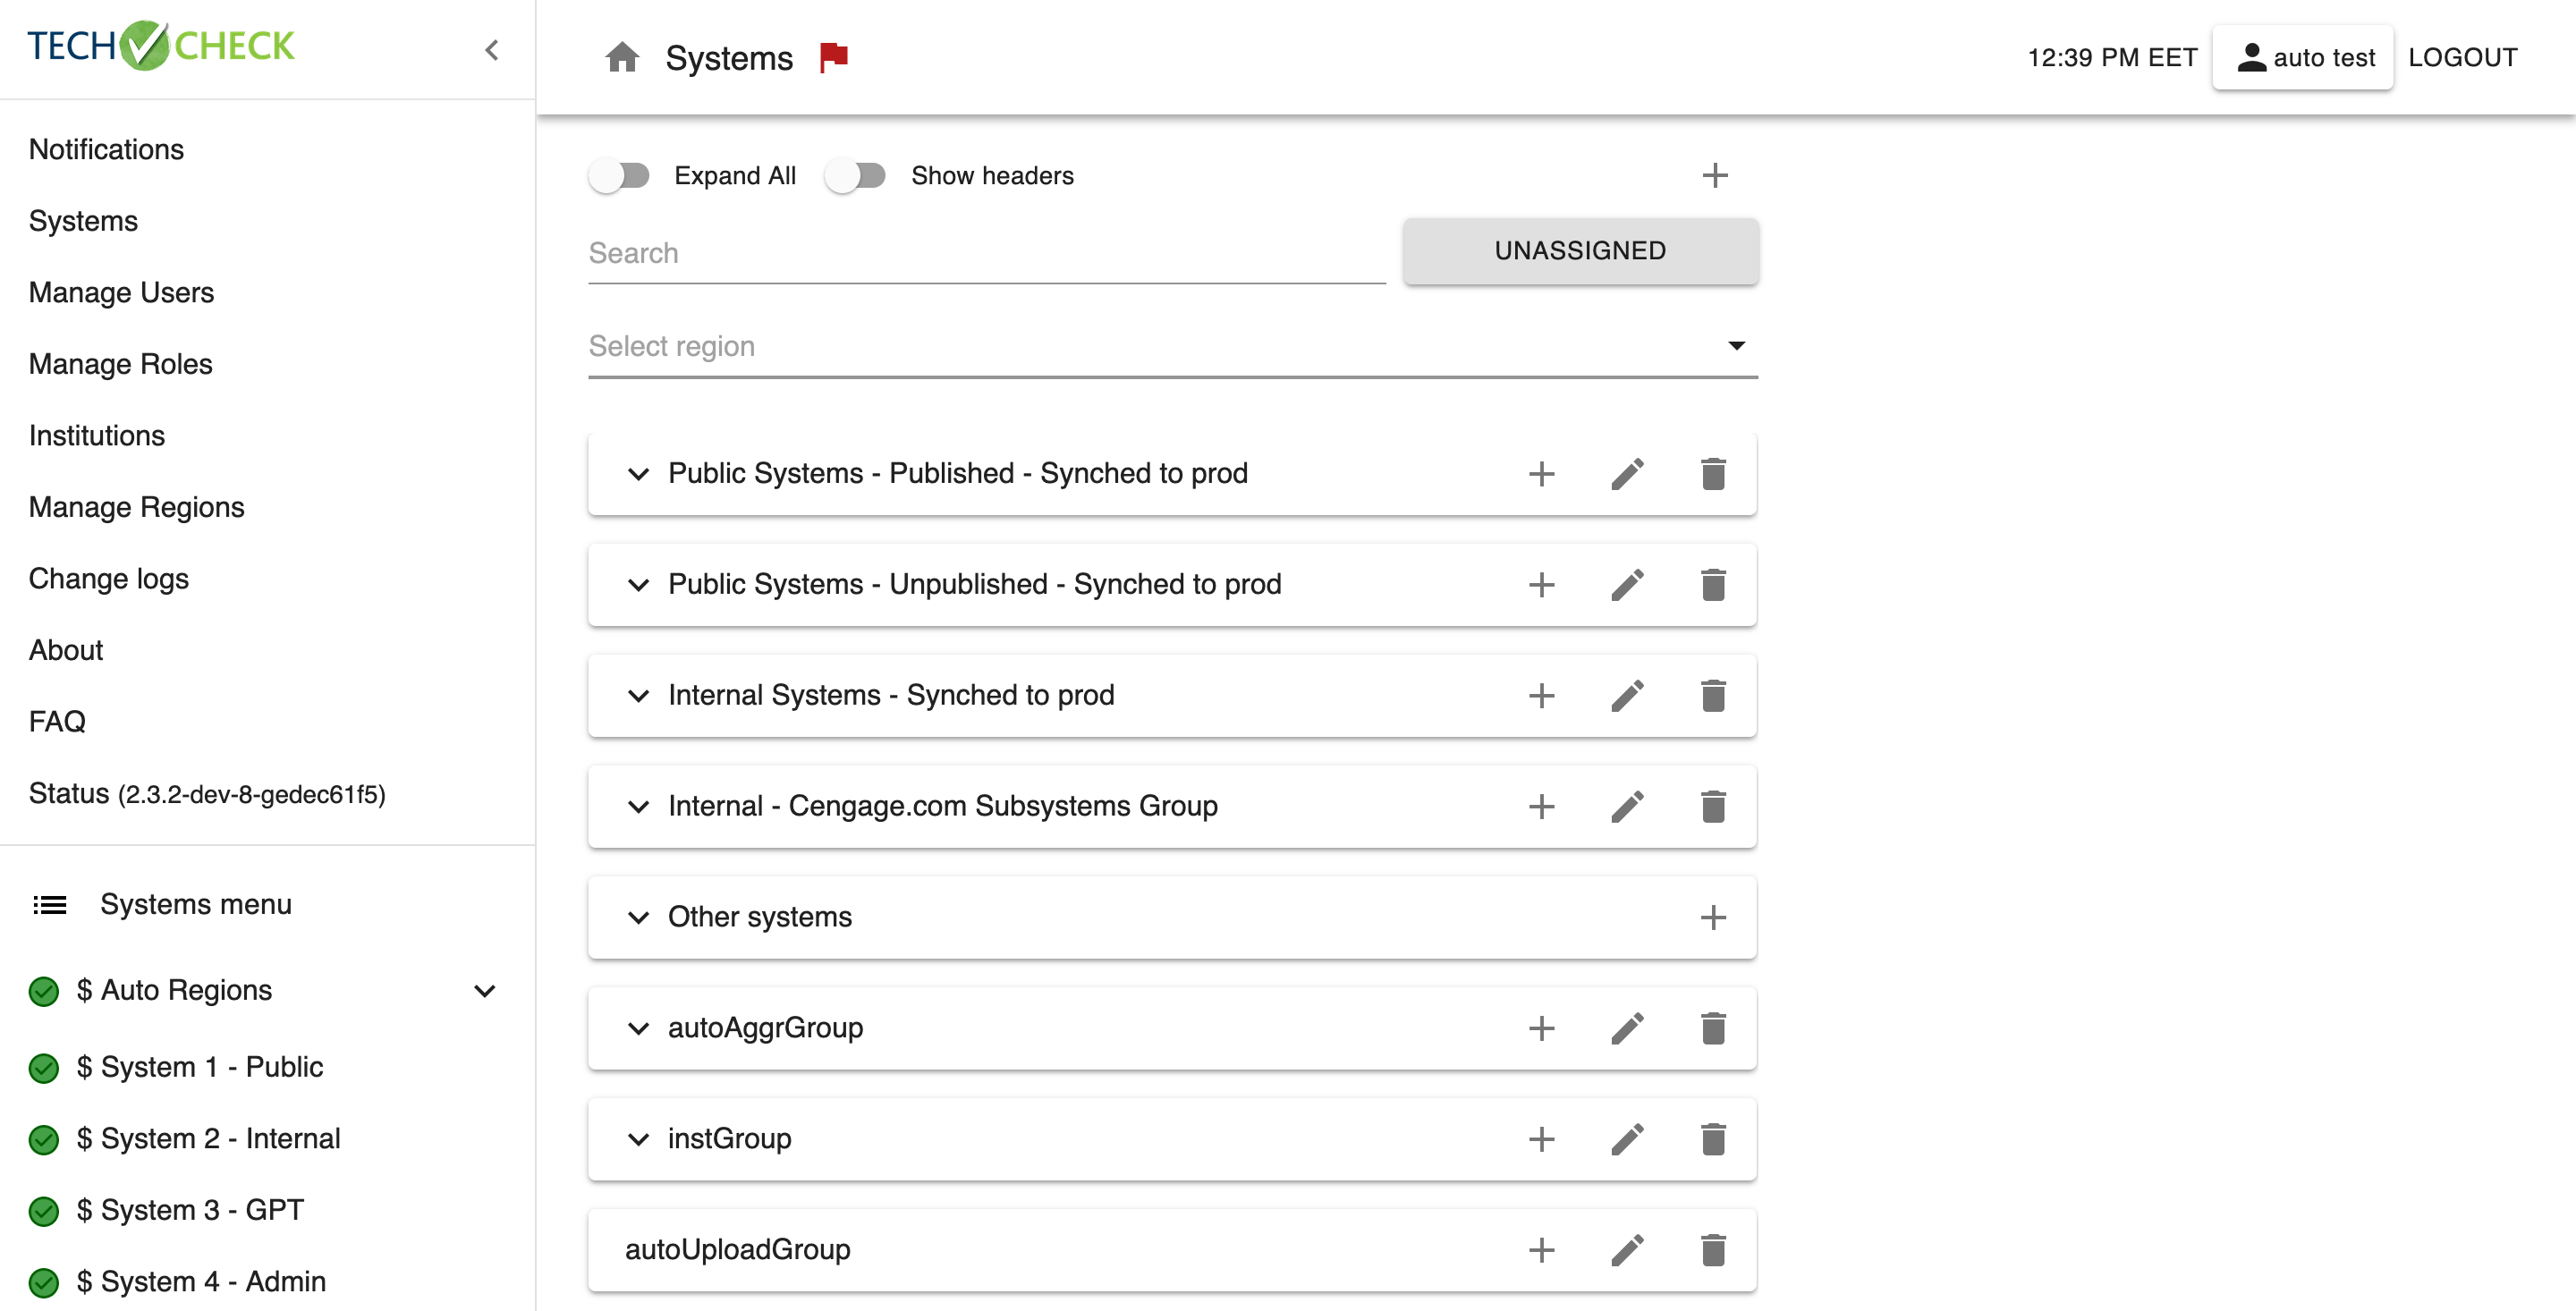 TECH CHECK
Notifications
Systems
Manage Users
Manage Roles
Institutions
Manage Regions
Change logs
About
FAQ
Status (2.3.2-dev-8-gedec61f5)
Systems menu
$ Auto Regions
$ System 1 - Public
$ System 2 - Internal
$ System 3 - GPT
$ System 4 - Admin
Systems
12:39 PM EET
auto test
LOGOUT
Expand All
Show headers
Search
UNASSIGNED
Select region
Public Systems - Published - Synched to prod
Public Systems - Unpublished - Synched to prod
Internal Systems - Synched to prod
Internal - Cengage.com Subsystems Group
Other systems
autoAggrGroup
instGroup
autoUploadGroup